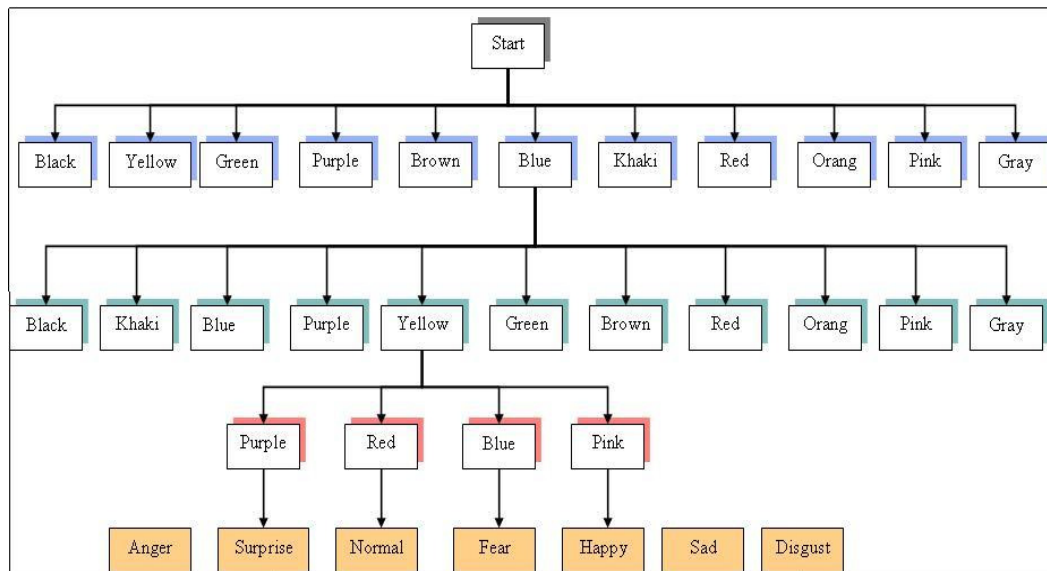 Start
Black Yellow Green Purple Brown Blue Khaki Red Orang Pink Gray
Black Khaki Blue Purple Yellow Green Brown Red Orang Pink Gray
Purple Red Blue Pink
Anger Surprise Normal Fear Happy Sad Disgust